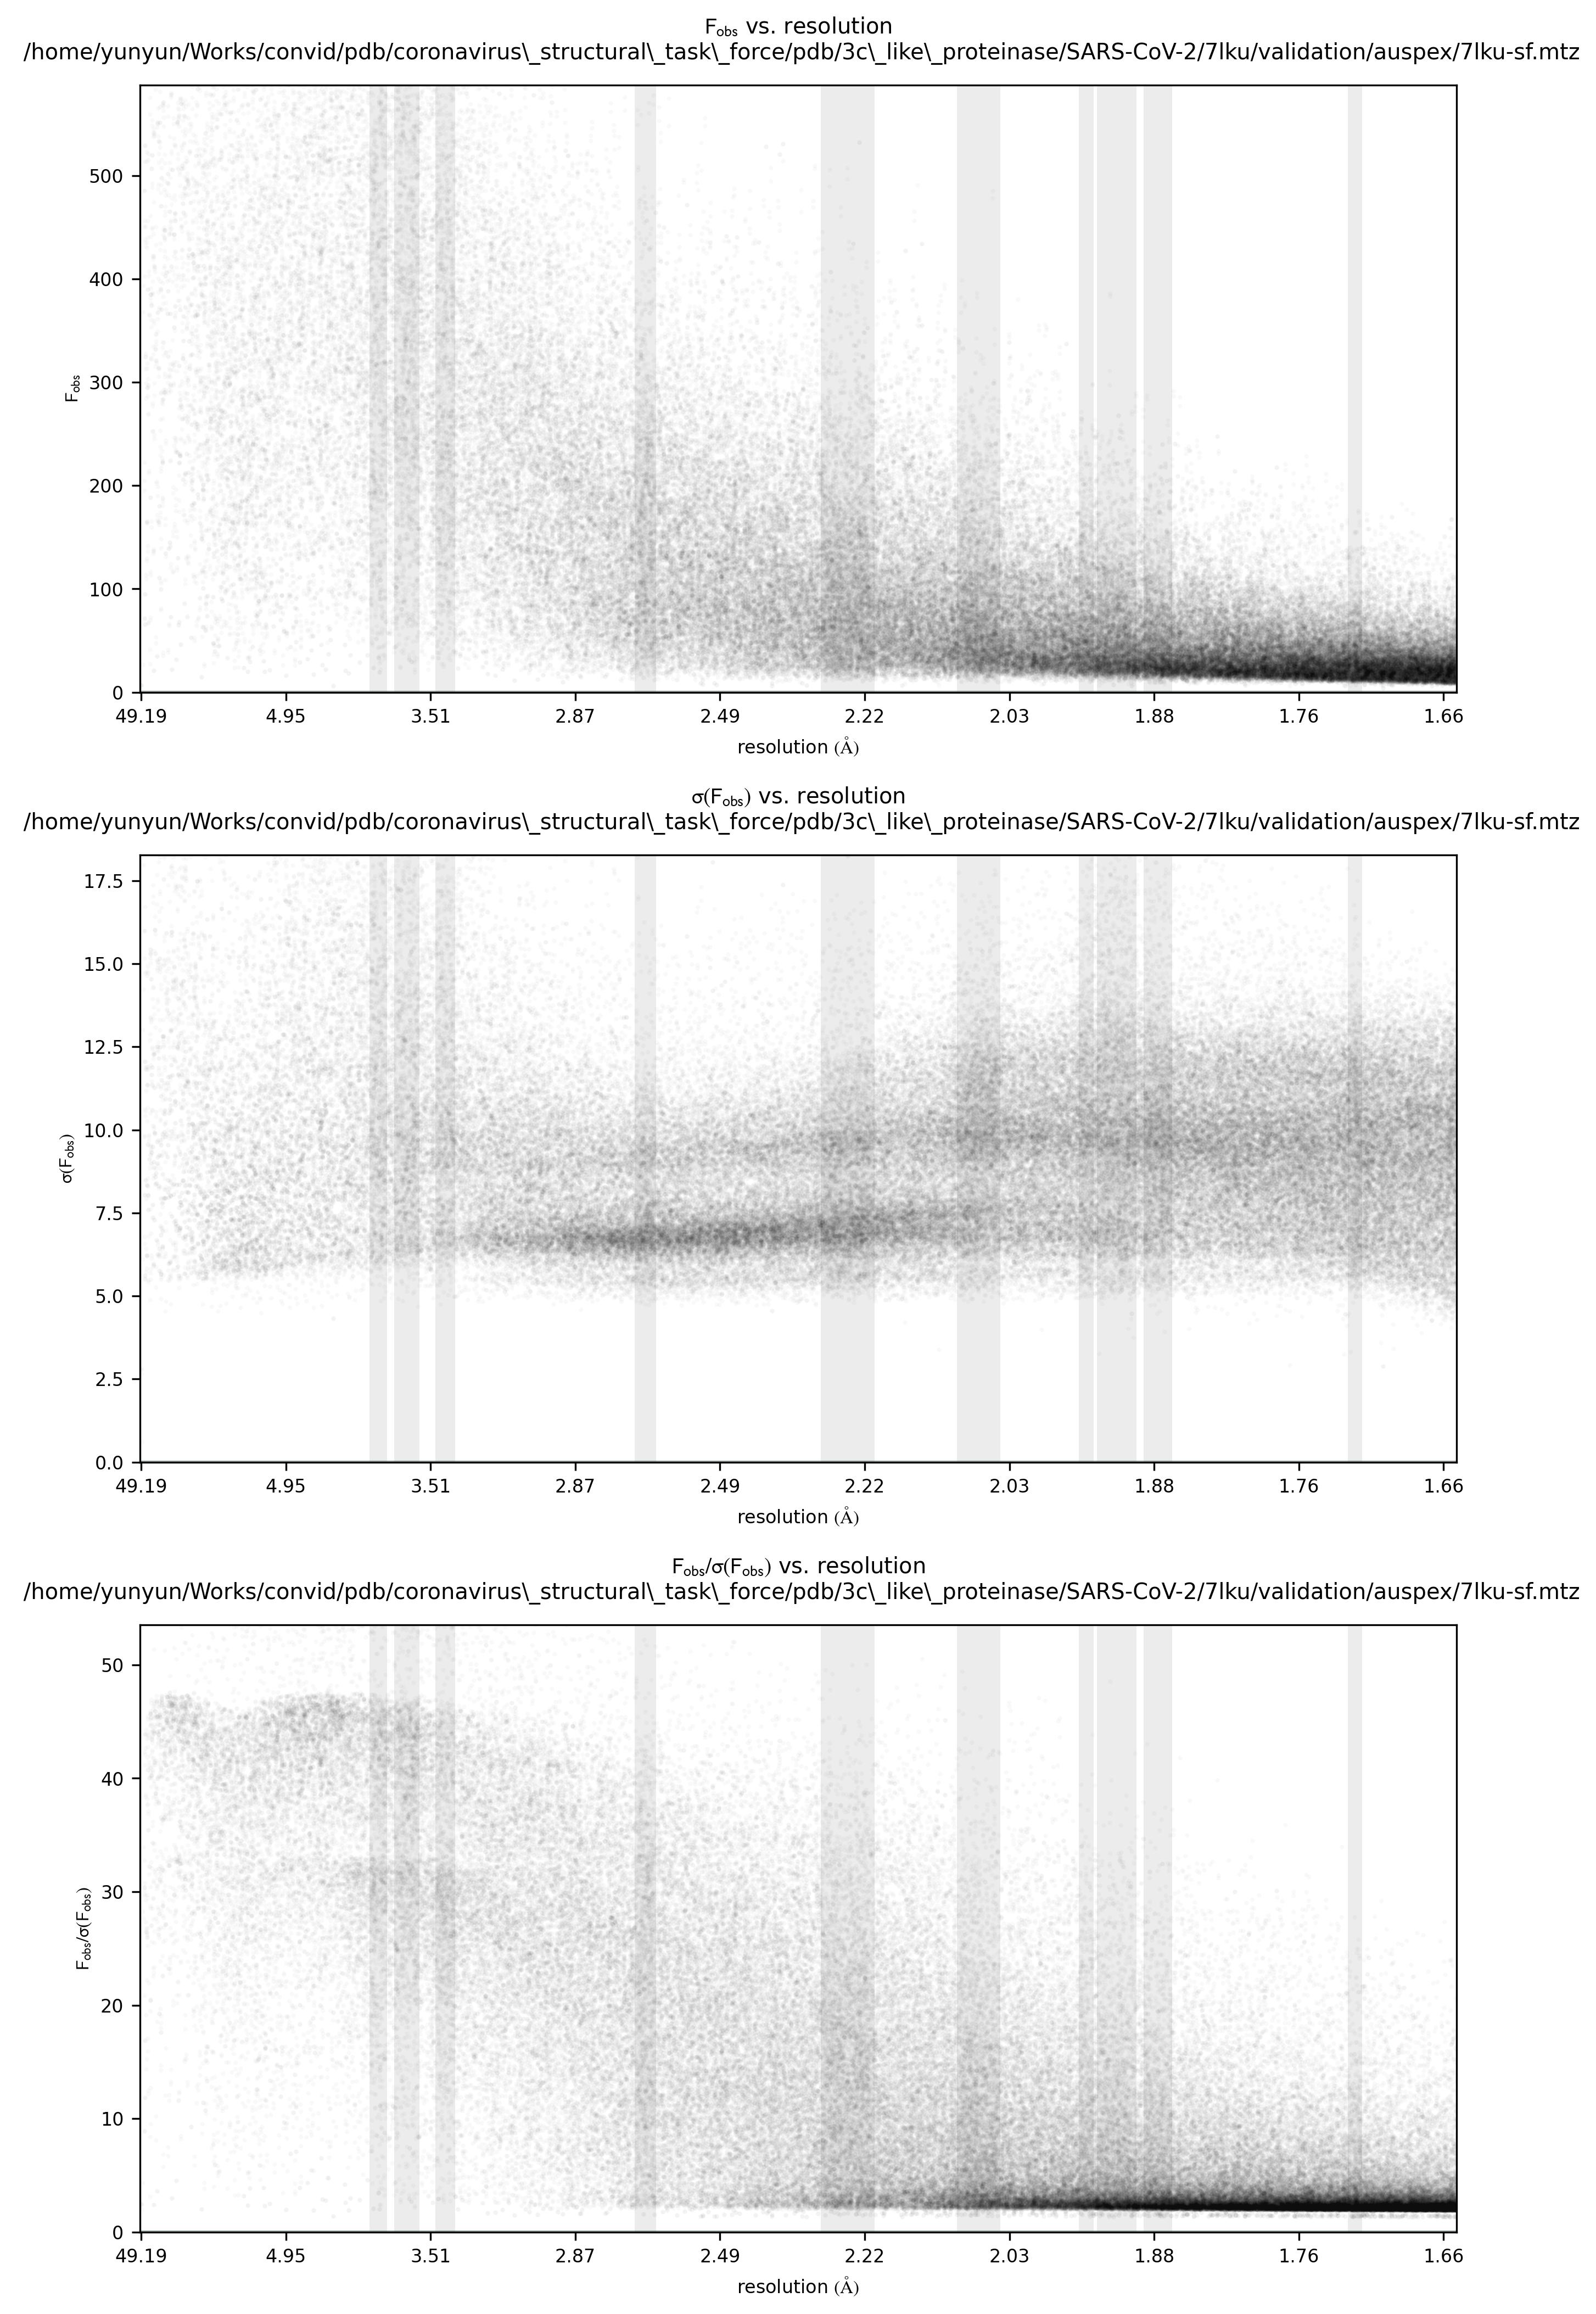 Fobs vs. resolution
/home/yunyun/Works/convid/pdb/coronavirus\_structural\_task\_force/pdb/3c\_like\_proteinase/SARS-CoV-2/7lku/validation/auspex/7lku-sf.mtz
500
400
300
200
100
0
Fobs
49.19 4.95 3.51 2.87 2.49 2.22 2.03 1.88 1.76 1.66
resolution (Å)
σ(Fobs) vs. resolution
/home/yunyun/Works/convid/pdb/coronavirus\_structural\_task\_force/pdb/3c\_like\_proteinase/SARS-CoV-2/7lku/validation/auspex/7lku-sf.mtz
17.5
15.0
12.5
10.0
7.5
5.0
2.5
0.0
σ(Fobs)
49.19 4.95 3.51 2.87 2.49 2.22 2.03 1.88 1.76 1.66
resolution (Å)
Fobs/σ(Fobs) vs. resolution
/home/yunyun/Works/convid/pdb/coronavirus\_structural\_task\_force/pdb/3c\_like\_proteinase/SARS-CoV-2/7lku/validation/auspex/7lku-sf.mtz
50
40
30
20
10
0
Fobs/σ(Fobs)
49.19 4.95 3.51 2.87 2.49 2.22 2.03 1.88 1.76 1.66
resolution (Å)